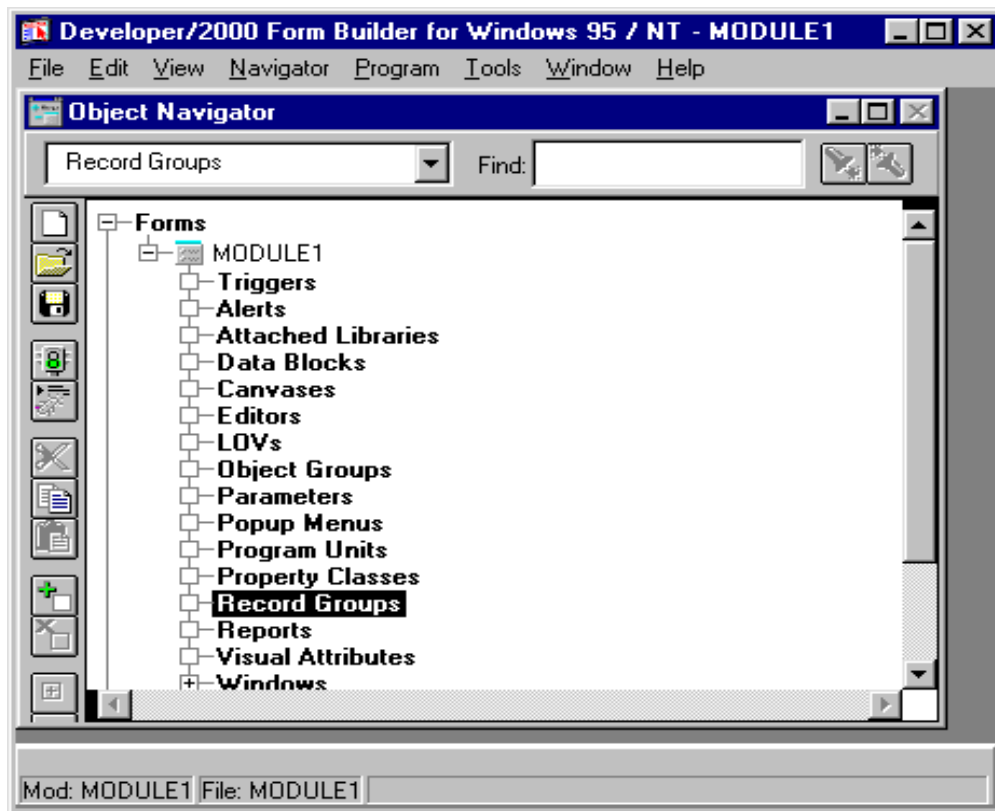 Developer/2000 Form Builder for Windows 95 / NT - MODULE1
File Edit View Navigator Program Tools Window Help
Object Navigator
Record Groups Find:
Forms
MODULE1
Triggers
Alerts
Attached Libraries
Data Blocks
Canvases
Editors
LOVs
Object Groups
Parameters
Popup Menus
Program Units
Property Classes
Record Groups
Reports
Visual Attributes
Windows
Mod: MODULE1 File: MODULE1